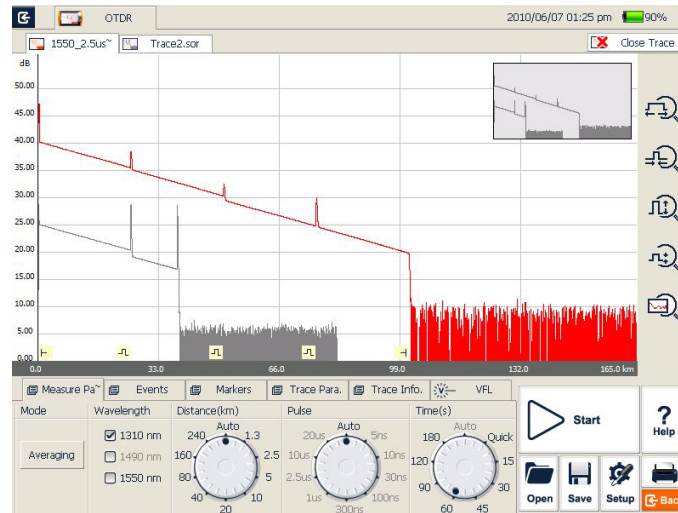 OTDR
2010/06/07 01:25 pm 90%
1550_2.5us~ Trace2.sor Close Trace
dB
50.00
45.00
40.00
35.00
30.00
25.00
20.00
15.00
10.00
5.00
0.00
0.0 33.0 66.0 99.0 132.0 165.0 km
Measure Pa~ Events Markers Trace Para. Trace Info. VFL
Mode Wavelength Distance(km) Pulse Time(s)
Averaging
1310 nm
1490 nm
1550 nm
Auto
240 1.3
160 2.5
80 5
40 10
20
Auto
20us 5ns
10us 10ns
2.5us 30ns
1us 100ns
300ns
Auto
180 Quick
120 15
90 30
60 45
Start
Help
Open Save Setup Back